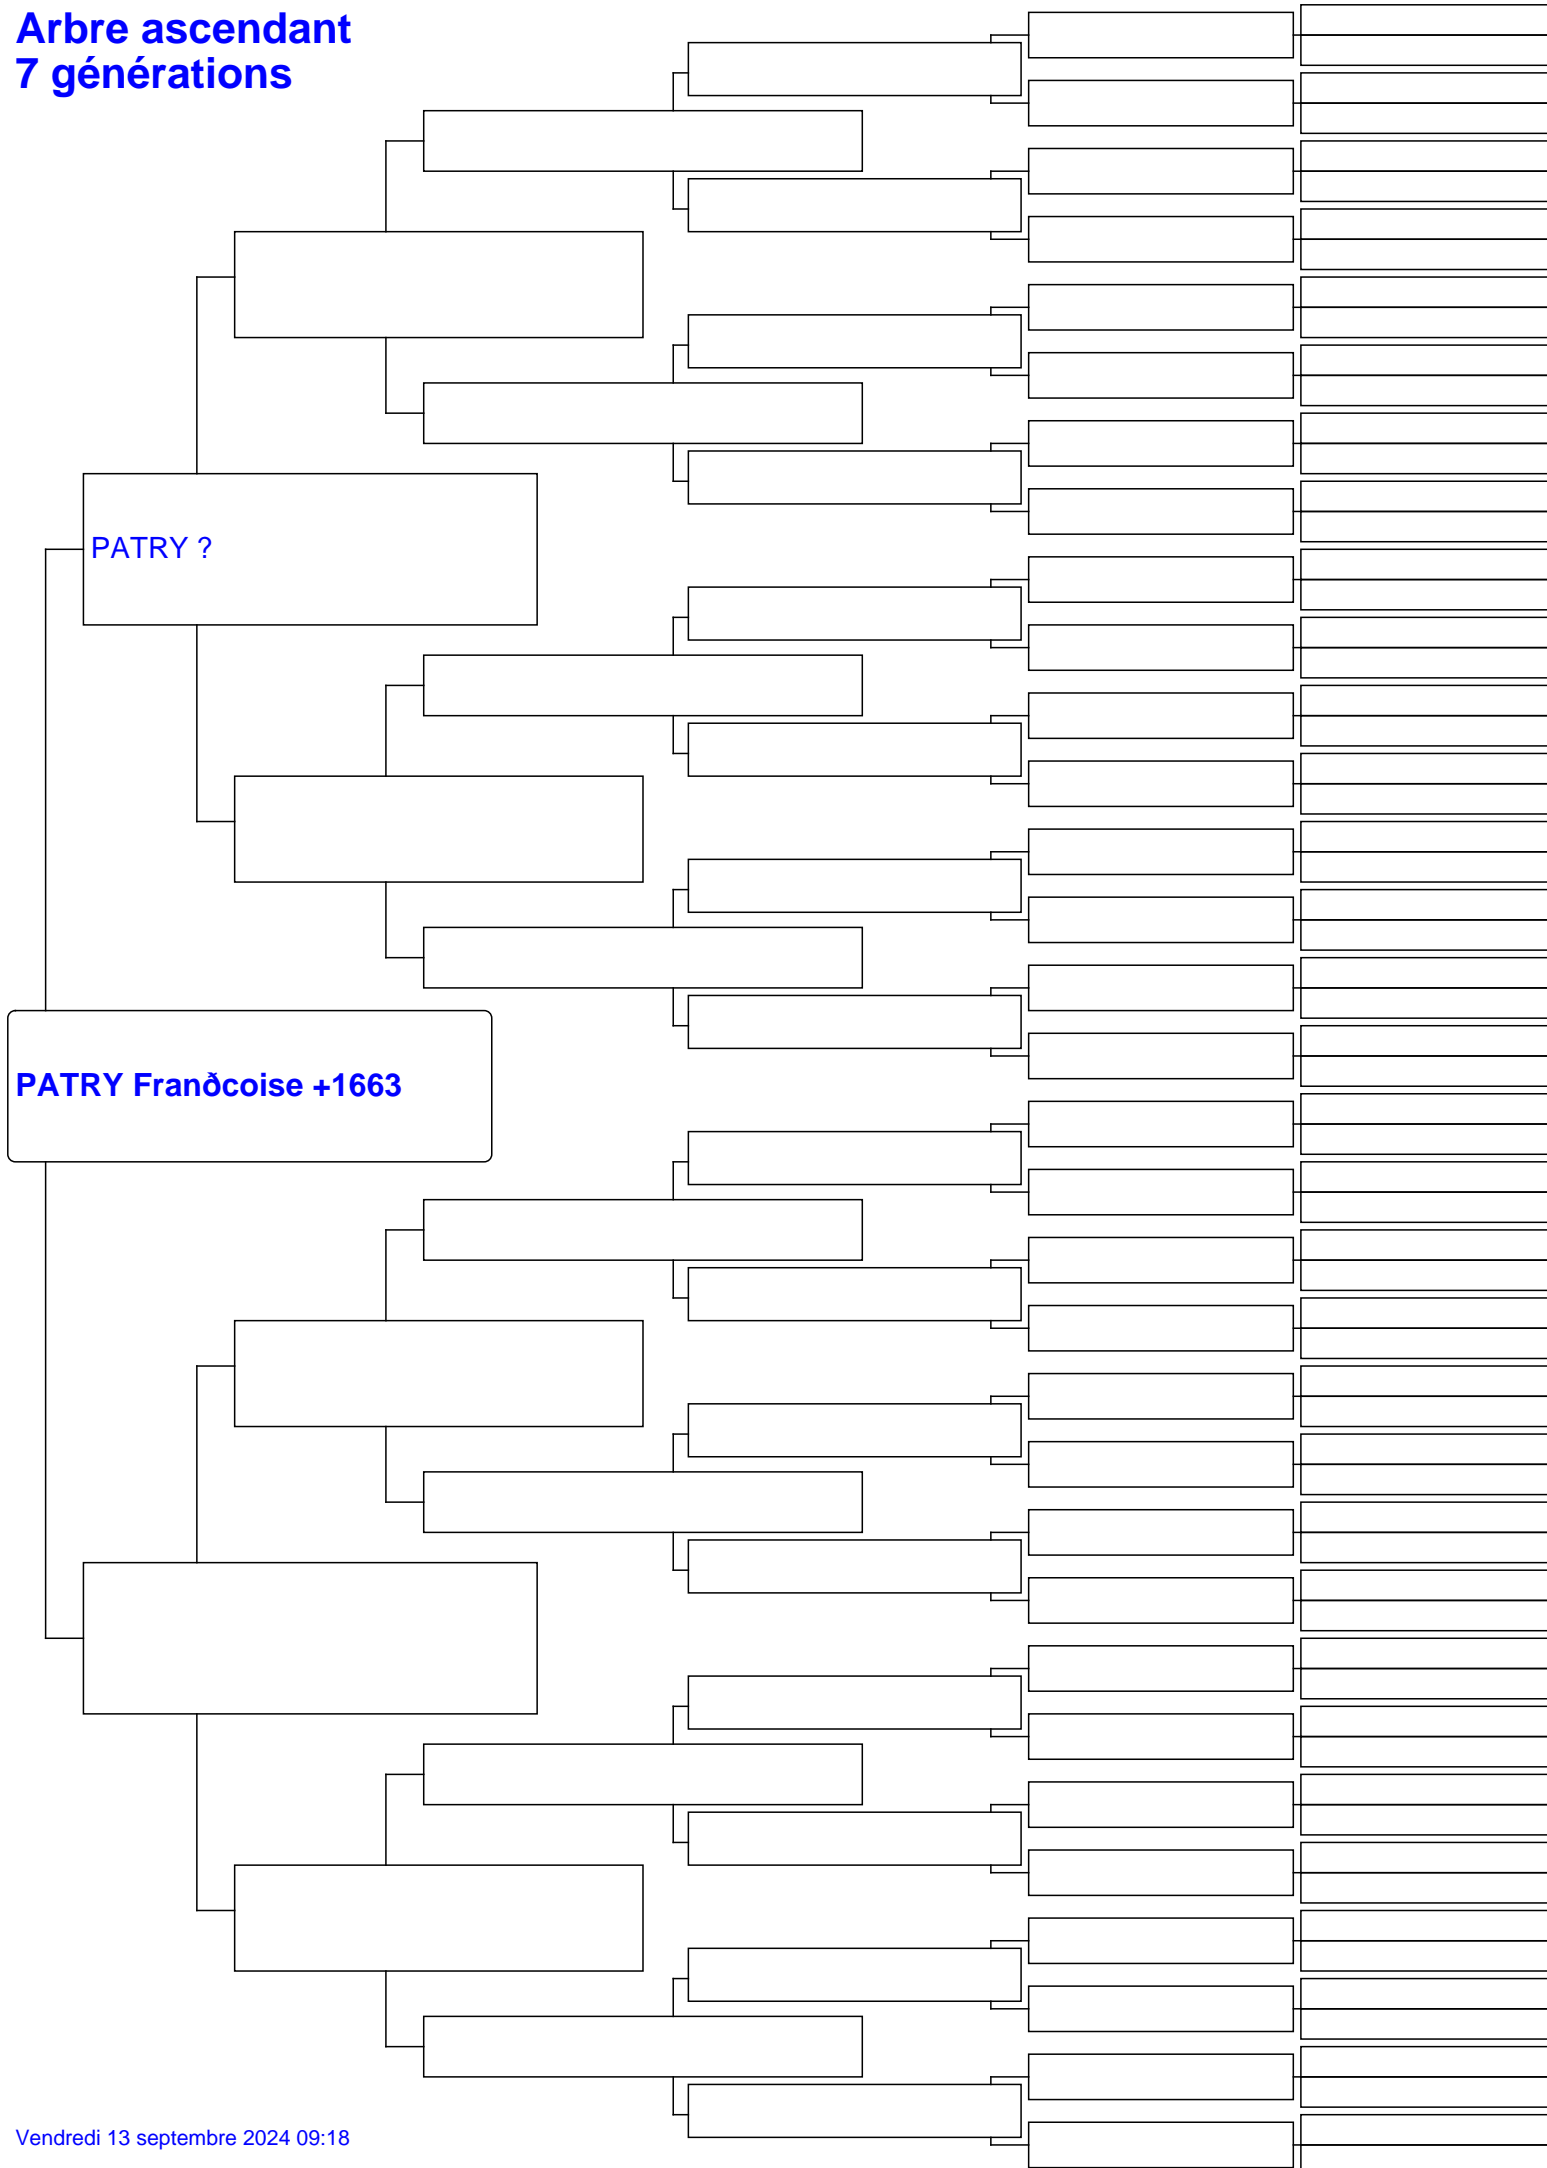 Arbre ascendant
7 générations
PATRY ?
PATRY Franðcoise +1663
Vendredi 13 septembre 2024 09:18